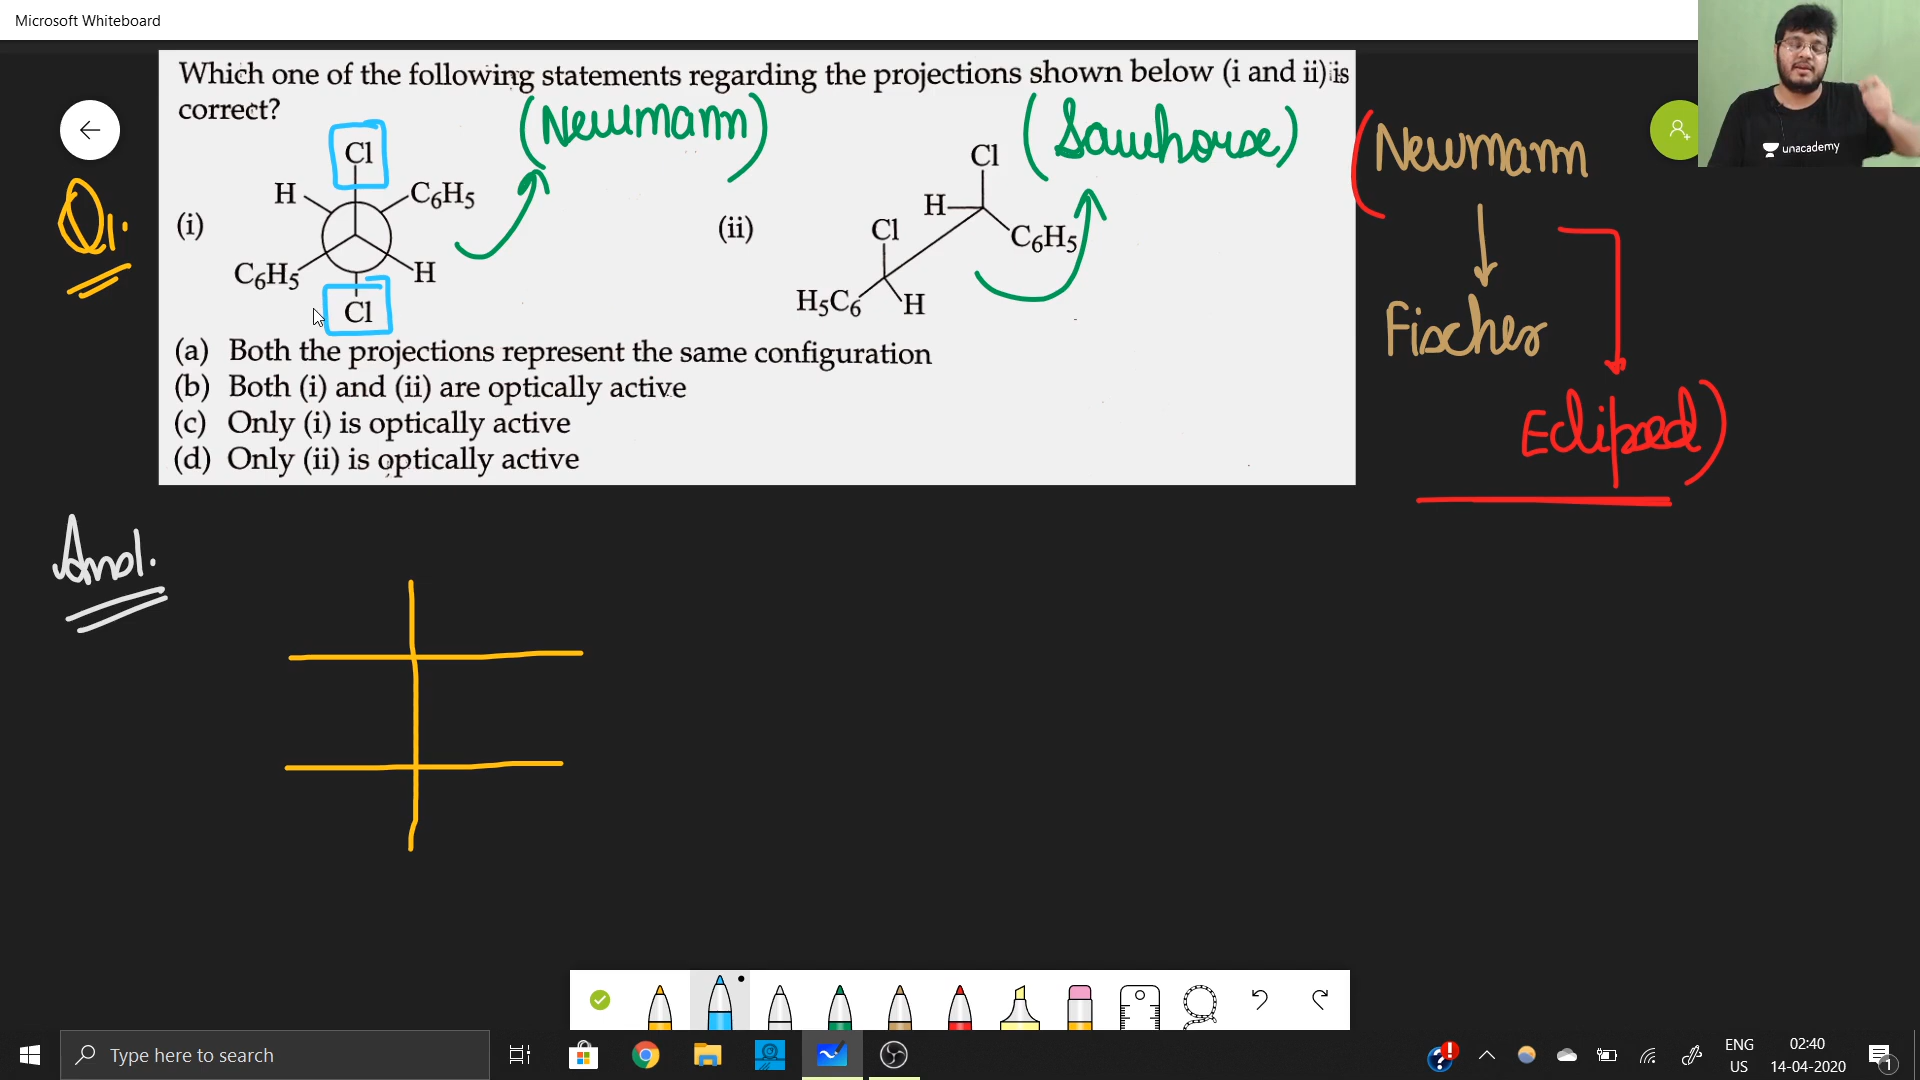 Microsoft Whiteboard
Which one of the following statements regarding the projections shown below (i and ii) is
correct?
(Newmann)
(Sawhorse)
(Newmann
Q1.
(i)
Cl
H
C6H5
C6H5
H
Cl
(ii)
Cl
H
C6H5
Cl
H5C6
H
Fischer
Eclipsed)
(a) Both the projections represent the same configuration
(b) Both (i) and (ii) are optically active
(c) Only (i) is optically active
(d) Only (ii) is optically active
unacademy
Type here to search
ENG
US
02:40
14-04-2020
1